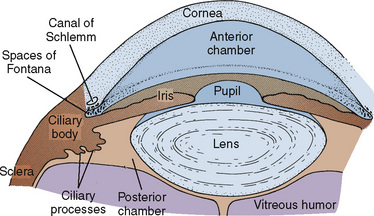 Cornea
Canal of
Schlemm
Anterior
chamber
Spaces of
Fontana
Iris
Pupil
Ciliary
body
Lens
Sclera
Ciliary
processes
Posterior
chamber
Vitreous humor